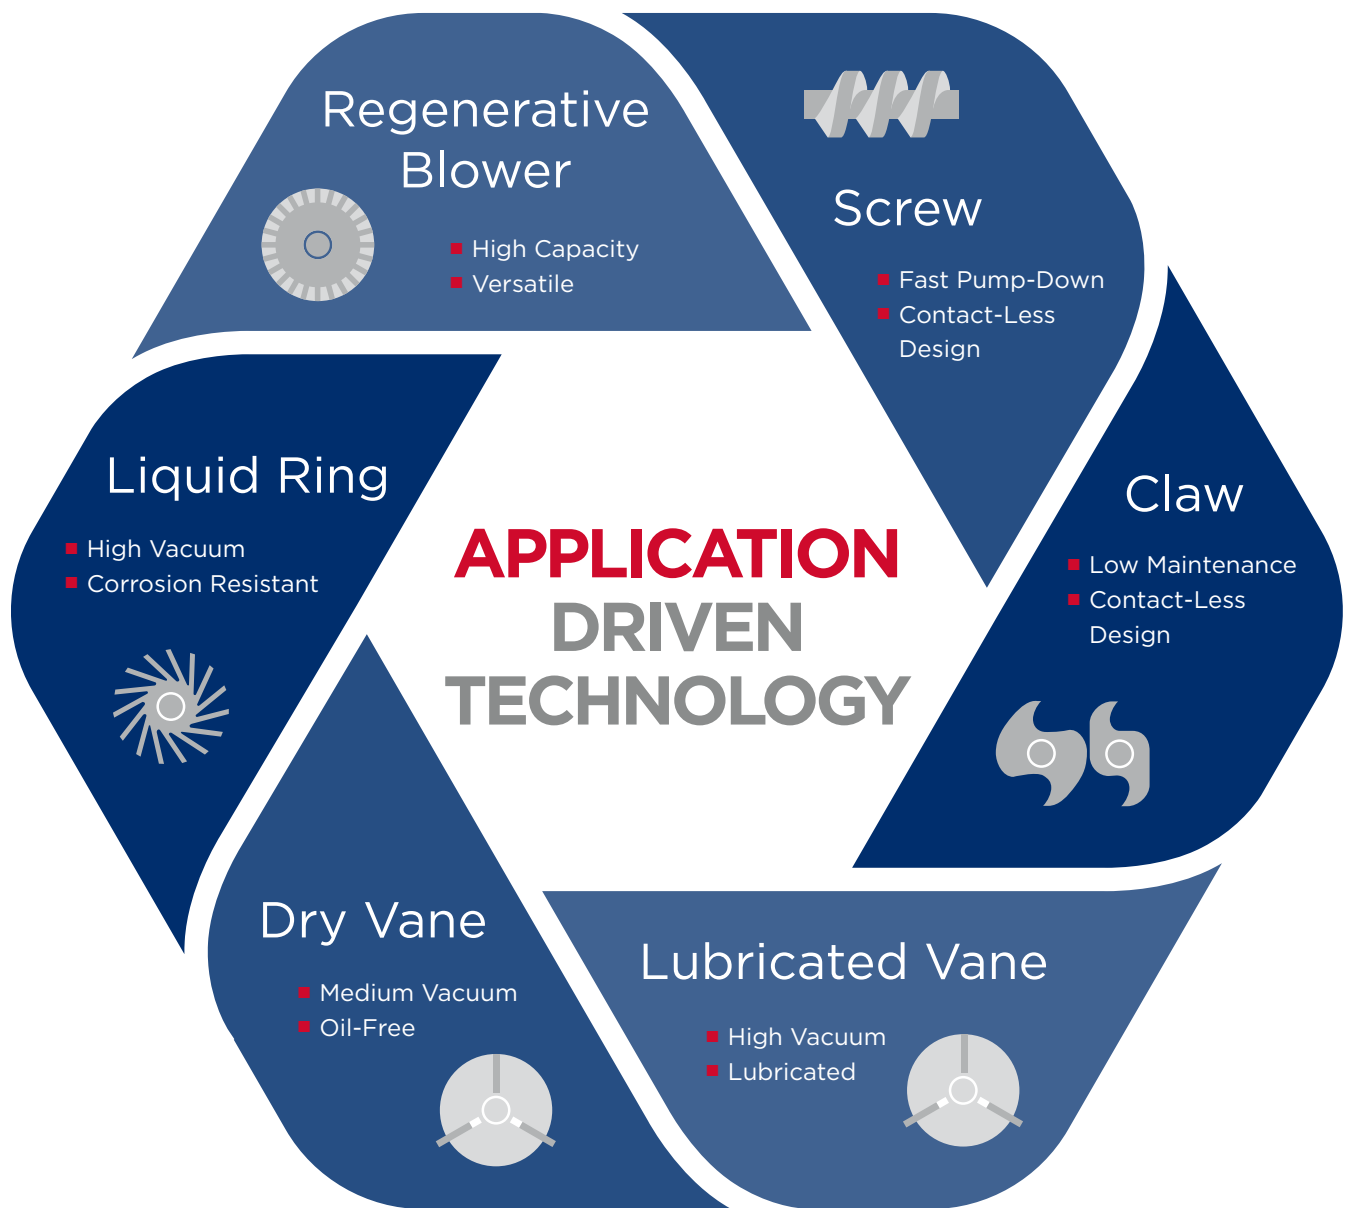 Regenerative
Blower
High Capacity
Versatile
Screw
Fast Pump-Down
Contact-Less
Design
Claw
Low Maintenance
Contact-Less
Design
Lubricated Vane
High Vacuum
Lubricated
Dry Vane
Medium Vacuum
Oil-Free
Liquid Ring
High Vacuum
Corrosion Resistant
APPLICATION
DRIVEN
TECHNOLOGY